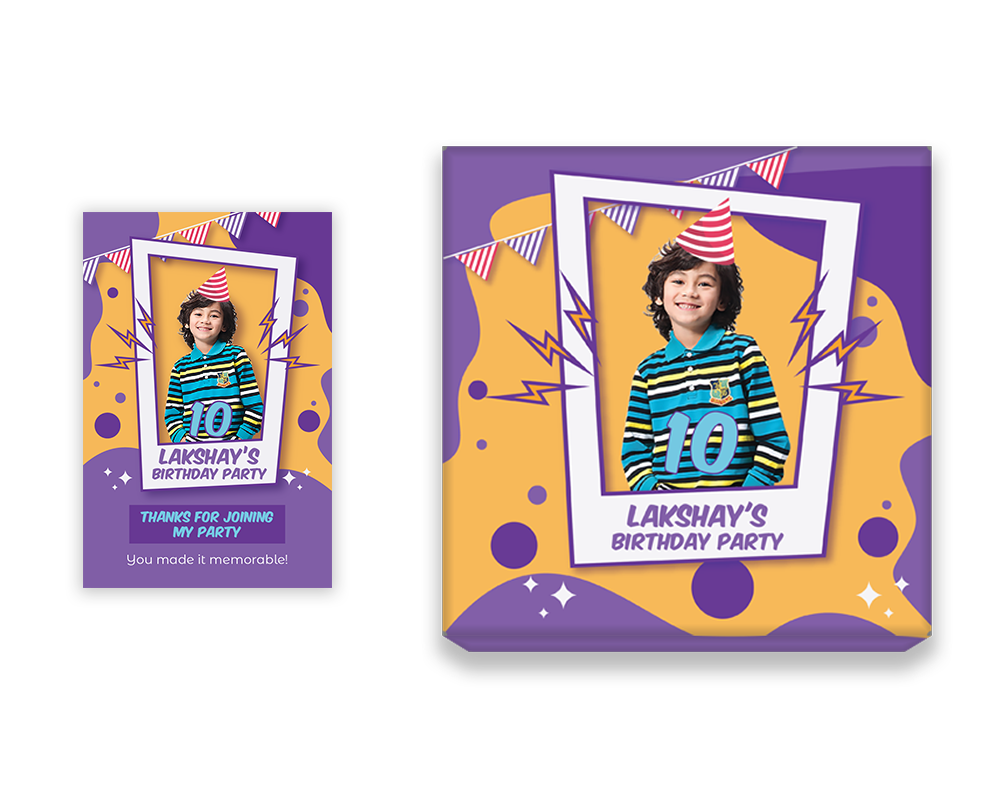 10
LAKSHAY'S
BIRTHDAY PARTY
THANKS FOR JOINING
MY PARTY
You made it memorable!
10
LAKSHAY'S
BIRTHDAY PARTY